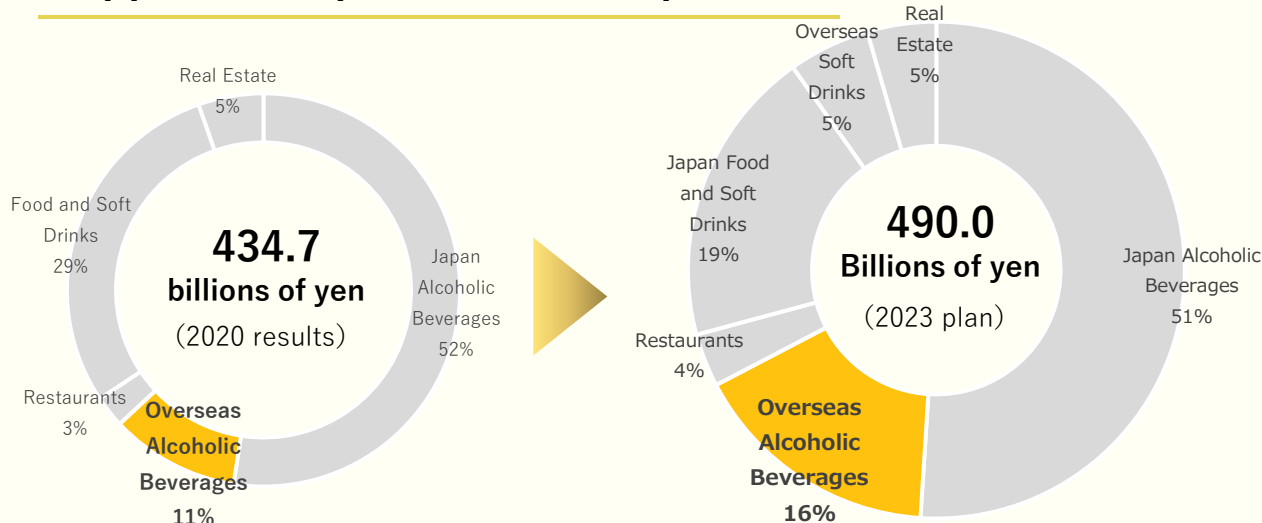 Real Estate
5%
Food and Soft
Drinks
29%
434.7
billions of yen
(2020 results)
Japan
Alcoholic
Beverages
52%
Restaurants
3%
Overseas
Alcoholic
Beverages
11%
Real
Estate
5%
Overseas
Soft
Drinks
5%
Japan Food
and Soft
Drinks
19%
490.0
Billions of yen
(2023 plan)
Japan Alcoholic
Beverages
51%
Restaurants
4%
Overseas
Alcoholic
Beverages
16%